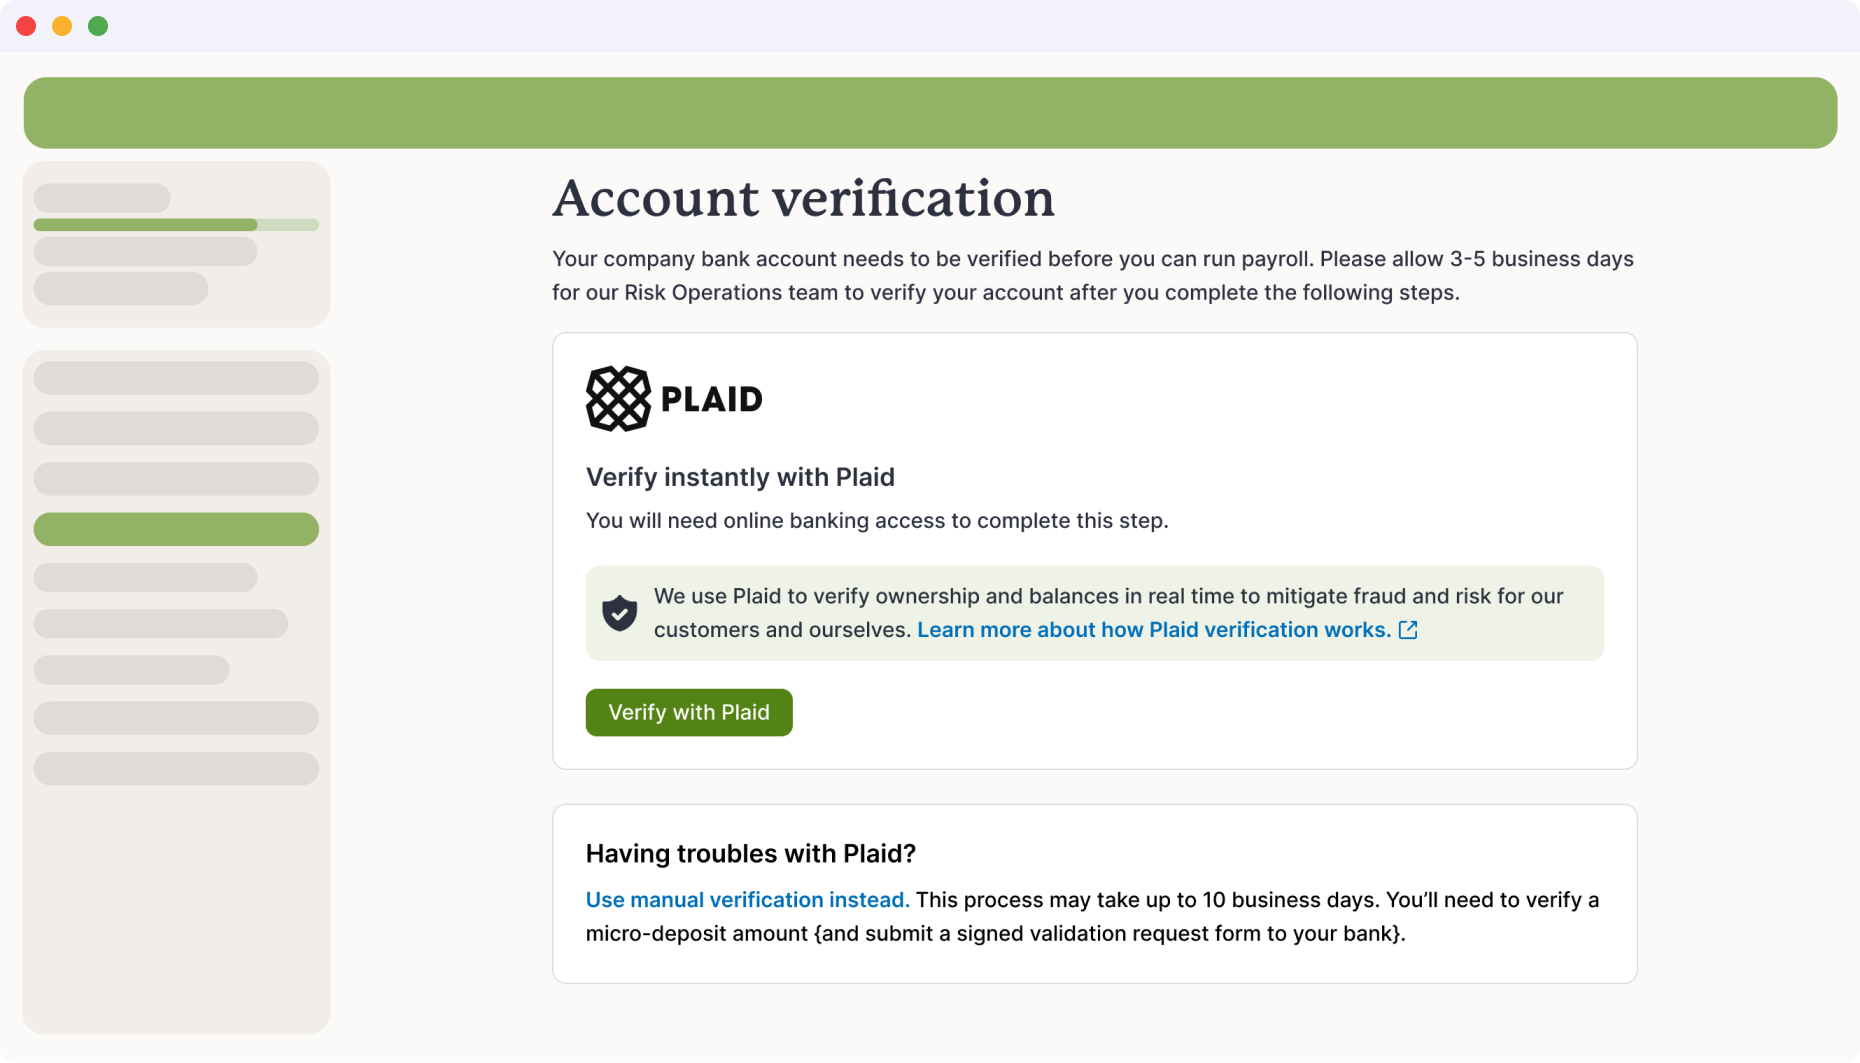 Account verification
Your company bank account needs to be verified before you can run payroll. Please allow 3-5 business days
for our Risk Operations team to verify your account after you complete the following steps.
PLAID
Verify instantly with Plaid
You will need online banking access to complete this step.
We use Plaid to verify ownership and balances in real time to mitigate fraud and risk for our
customers and ourselves. Learn more about how Plaid verification works.
Verify with Plaid
Having troubles with Plaid?
Use manual verification instead. This process may take up to 10 business days. You’ll need to verify a
micro-deposit amount {and submit a signed validation request form to your bank}.